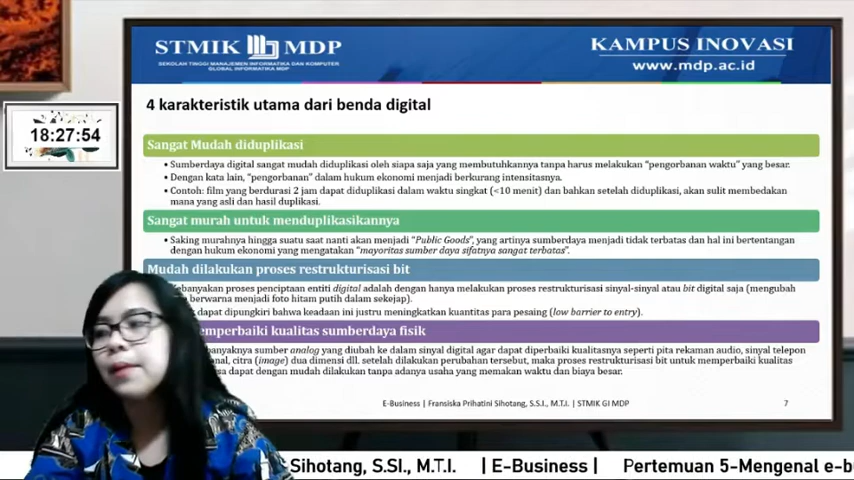 STMIK MDP
SEKOLAH TINGGI MANAJEMEN INFORMATIKA DAN KOMPUTER
GLOBAL INFORMATIKA MDP
KAMPUS INOVASI
www.mdp.ac.id
4 karakteristik utama dari benda digital
18:27:54
Sangat Mudah diduplikasi
• Sumberdaya digital sangat mudah diduplikasi oleh siapa saja yang membutuhkannya tanpa harus melakukan "pengorbanan waktu" yang besar.
• Dengan kata lain, "pengorbanan" dalam hukum ekonomi menjadi berkurang intensitasnya.
• Contoh: film yang berdurasi 2 jam dapat diduplikasi dalam waktu singkat (<10 menit) dan bahkan setelah diduplikasi, akan sulit membedakan
mana yang asli dan hasil duplikasi.
Sangat murah untuk menduplikasikannya
• Saking murahnya hingga suatu saat nanti akan menjadi "Public Goods", yang artinya sumberdaya menjadi tidak terbatas dan hal ini bertentangan
dengan hukum ekonomi yang mengatakan "mayoritas sumber daya sifatnya sangat terbatas".
Mudah dilakukan proses restrukturisasi bit
kebanyakan proses penciptaan entiti digital adalah dengan hanya melakukan proses restrukturisasi sinyal-sinyal atau bit digital saja (mengubah
berwarna menjadi foto hitam putih dalam sekejap).
dapat dipungkiri bahwa keadaan ini justru meningkatkan kuantitas para pesaing (low barrier to entry).
memperbaiki kualitas sumberdaya fisik
banyaknya sumber analog yang diubah ke dalam sinyal digital agar dapat diperbaiki kualitasnya seperti pita rekaman audio, sinyal telepon
citra (image) dua dimensi dll. setelah dilakukan perubahan tersebut, maka proses restrukturisasi bit untuk memperbaiki kualitas
dapat dengan mudah dilakukan tanpa adanya usaha yang memakan waktu dan biaya besar.
E-Business | Fransiska Prihatini Sihotang, S.S.I., M.T.I. | STMIK GI MDP
7
Sihotang, S.SI., M.T.I. | E-Business | Pertemuan 5-Mengenal e-b